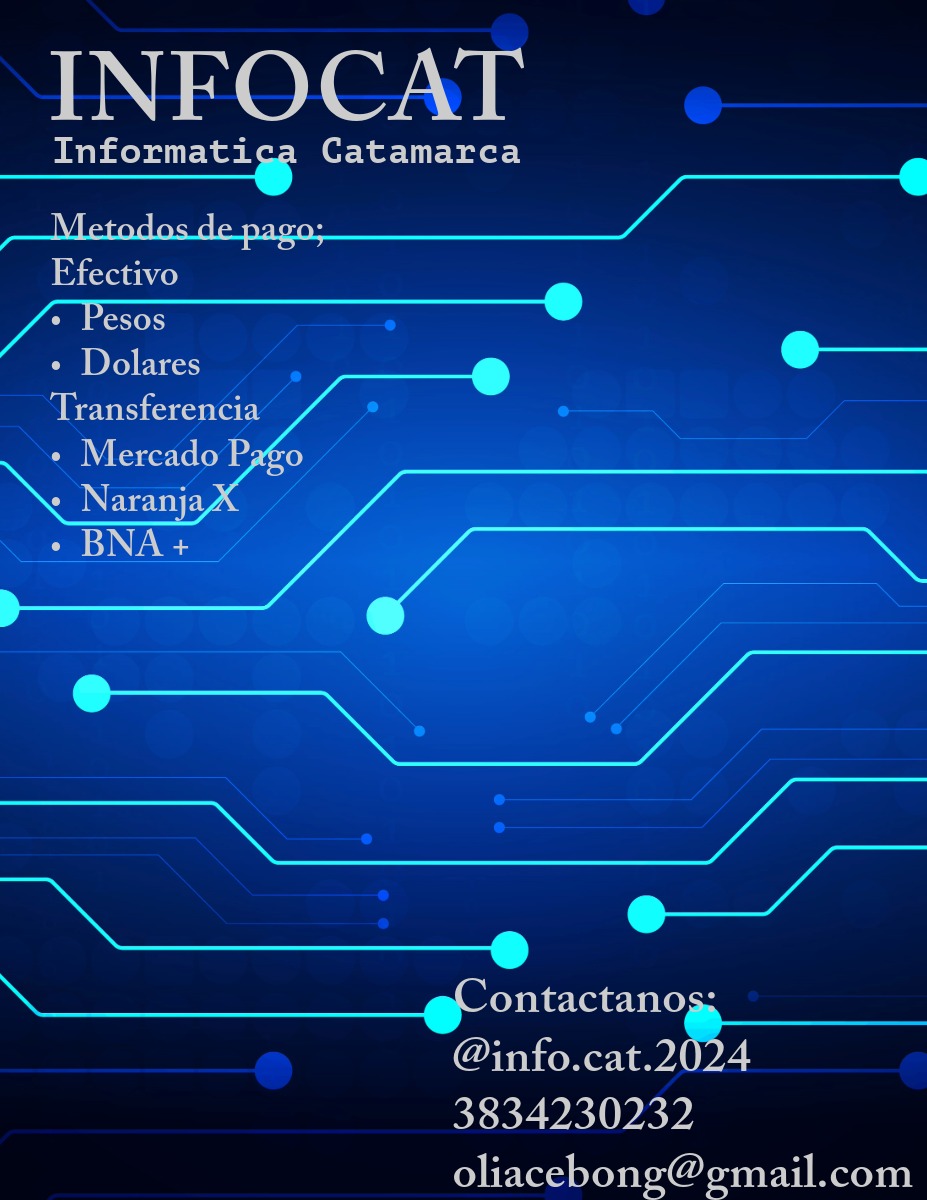 INFOCAT
Informatica Catamarca
Metodos de pago;
Efectivo
• Pesos
• Dolares
Transferencia
• Mercado Pago
• Naranja X
• BNA +
Contactanos:
@info.cat.2024
3834230232
oliacebong@gmail.com